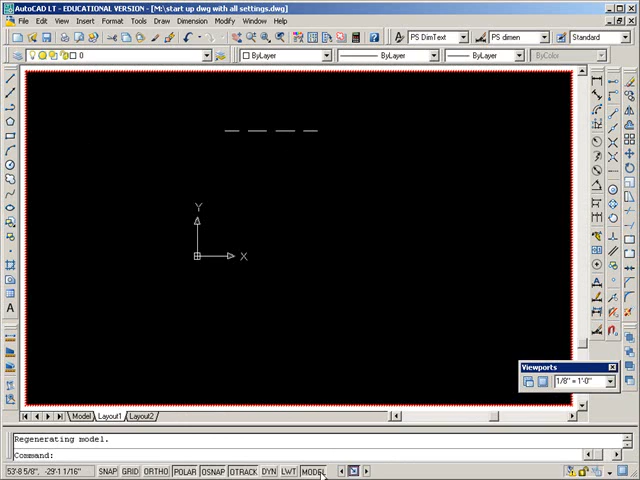 AutoCAD LT - EDUCATIONAL VERSION - [M:\start up dwg with all settings.dwg]
File Edit View Insert Format Tools Draw Dimension Modify Window Help
PS DimText PS dimen Standard
0 ByLayer ByLayer ByLayer ByColor
Y
X
Viewports
1/8" = 1'-0"
A
Model Layout1 Layout2
Regenerating model.
Command:
53'-8 5/8", -29'-1 1/16" SNAP GRID ORTHO POLAR OSNAP OTRACK DYN LWT MODEL